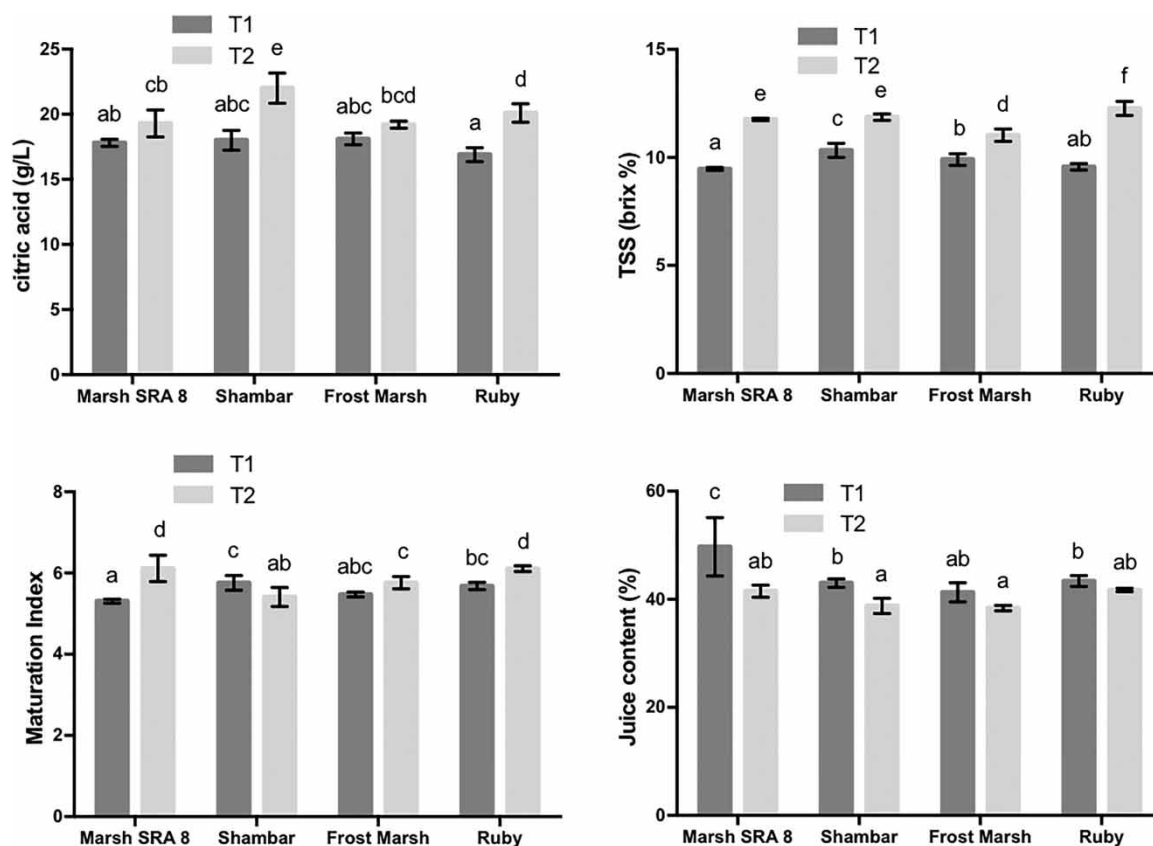 T1
T2
citric acid (g/L)
25
20
15
10
5
0
ab
cb
abc
e
abc
bcd
a
d
Marsh SRA 8
Shambar
Frost Marsh
Ruby
T1
T2
TSS (brix %)
15
10
5
0
a
e
c
e
b
d
ab
f
Marsh SRA 8
Shambar
Frost Marsh
Ruby
T1
T2
Maturation Index
8
6
4
2
0
a
d
c
ab
abc
c
bc
d
Marsh SRA 8
Shambar
Frost Marsh
Ruby
T1
T2
Juice content (%)
60
40
20
0
c
ab
b
a
ab
a
b
ab
Marsh SRA 8
Shambar
Frost Marsh
Ruby